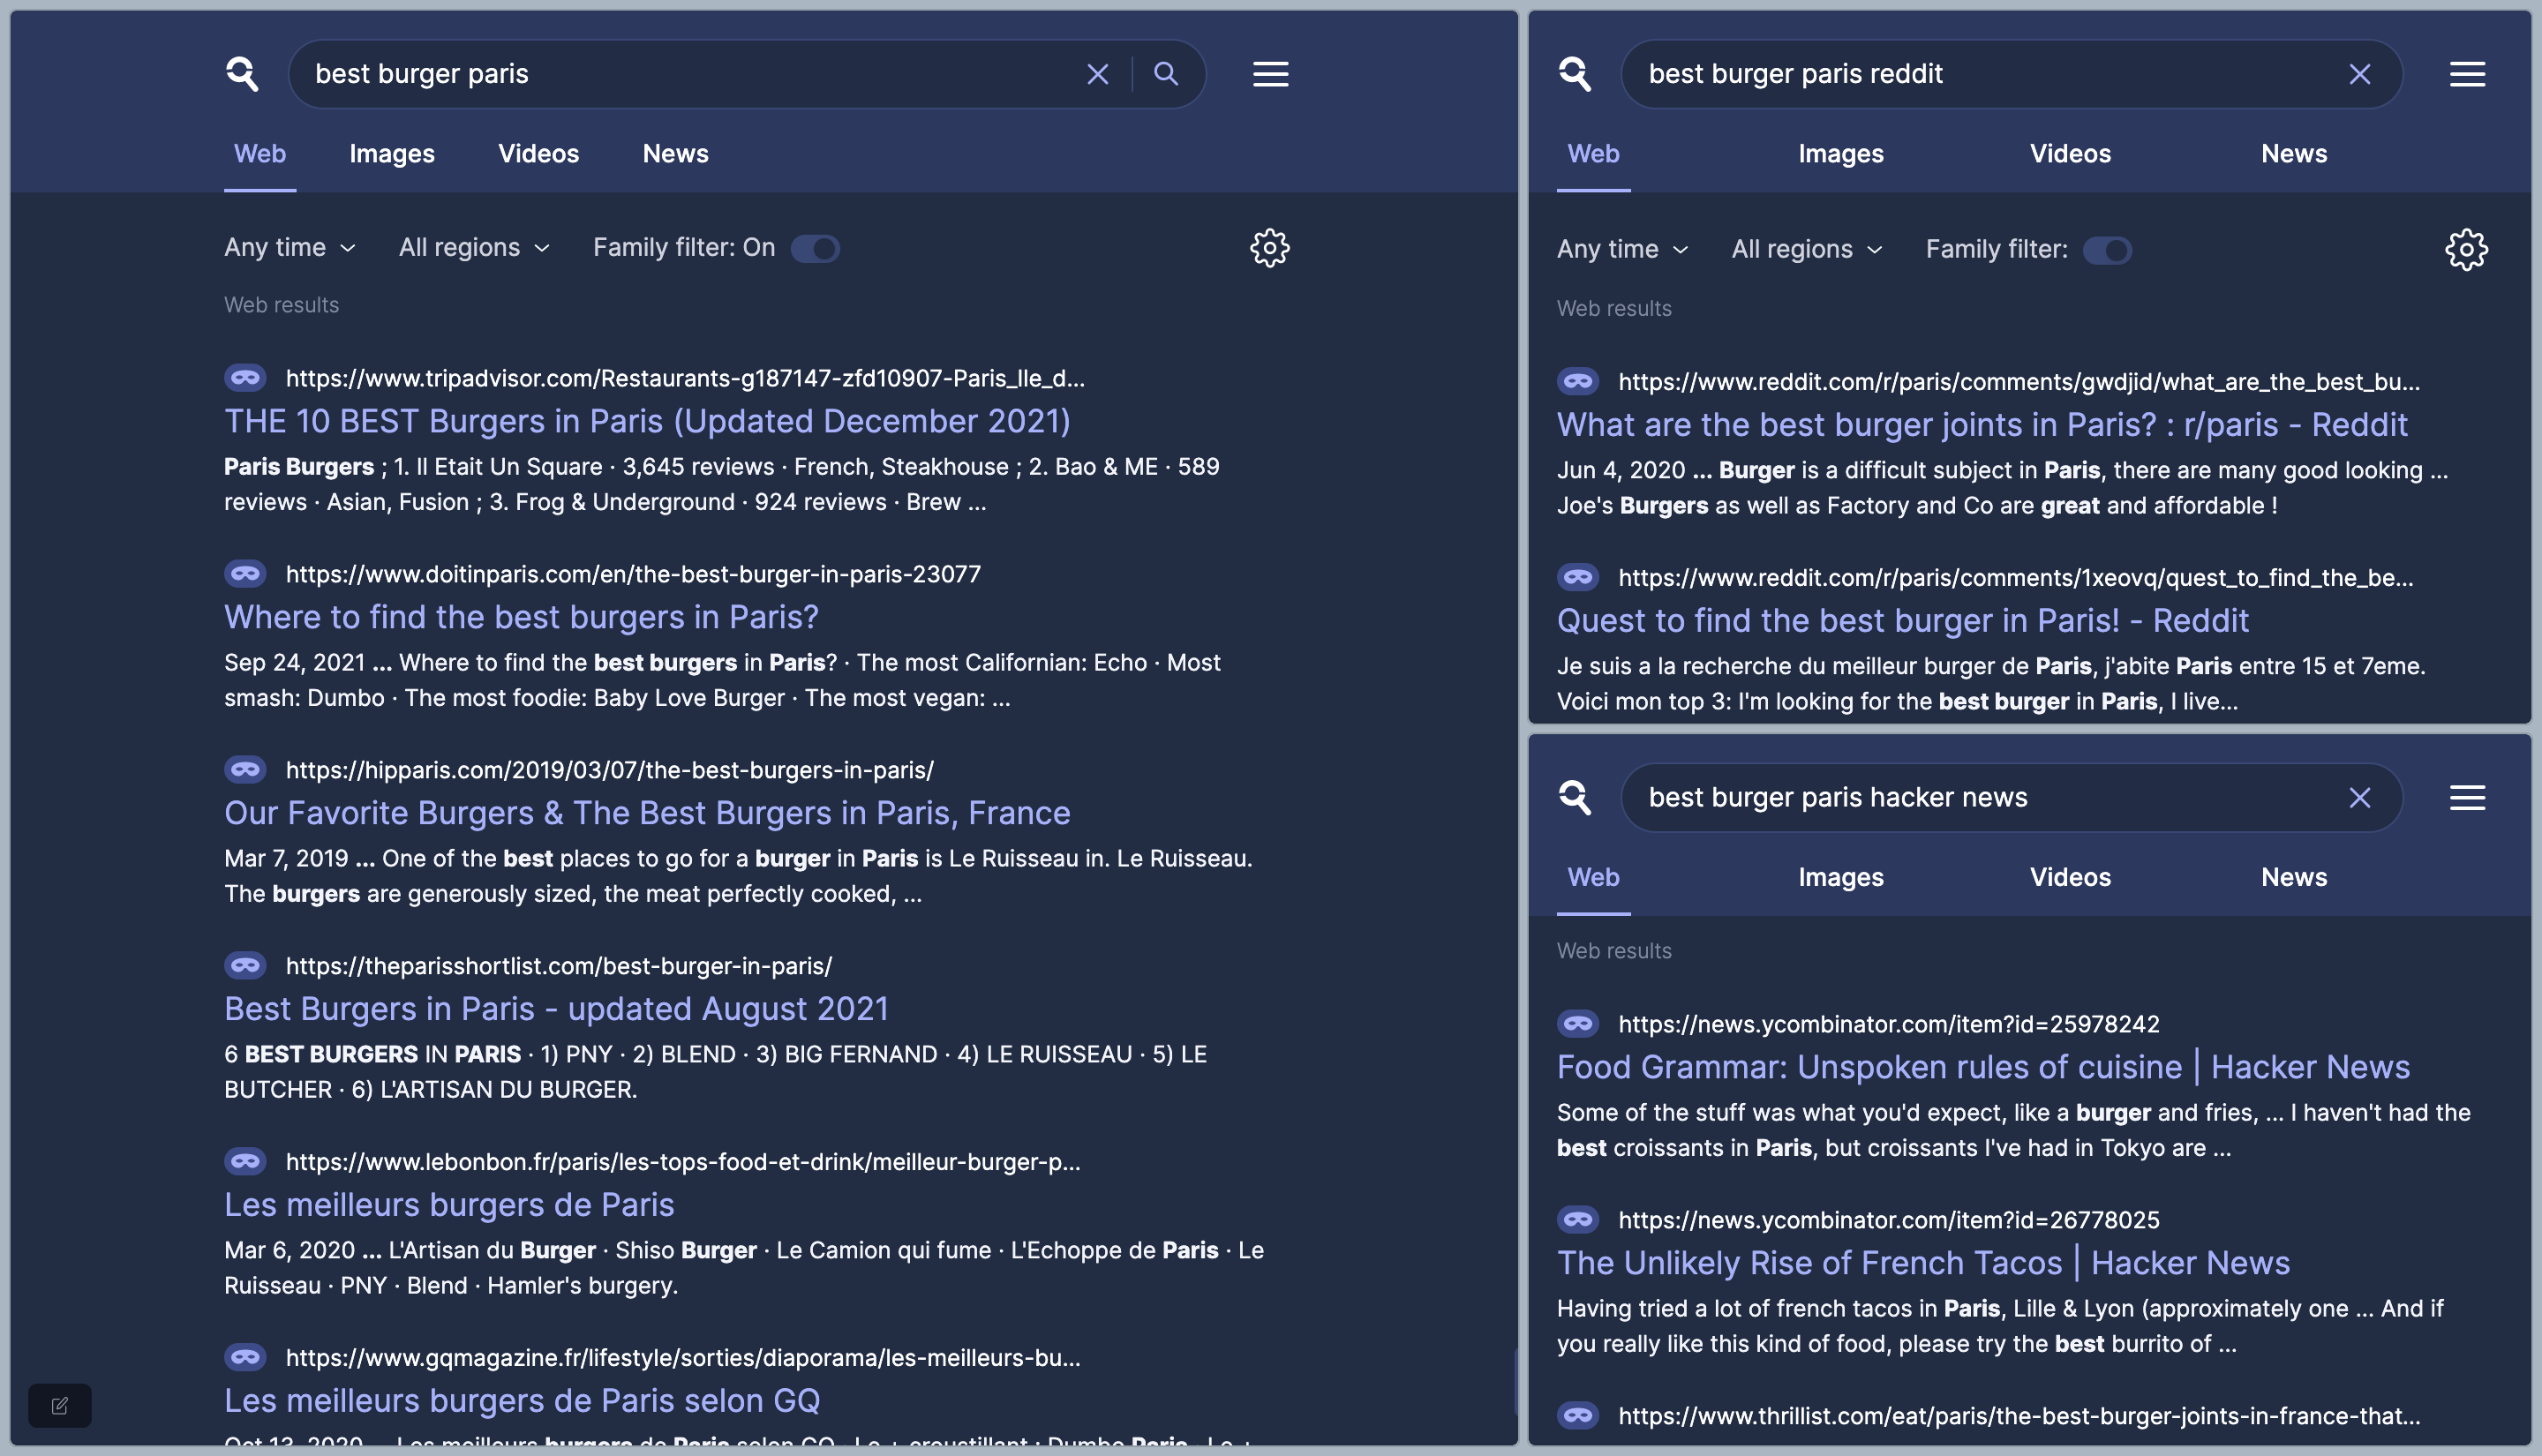 best burger paris
Web Images Videos News
Any time All regions Family filter: On
Web results
https://www.tripadvisor.com/Restaurants-g187147-zfd10907-Paris_Ile_d...
THE 10 BEST Burgers in Paris (Updated December 2021)
Paris Burgers ; 1. Il Etait Un Square · 3,645 reviews · French, Steakhouse ; 2. Bao & ME · 589
reviews · Asian, Fusion ; 3. Frog & Underground · 924 reviews · Brew ...
https://www.doitinparis.com/en/the-best-burger-in-paris-23077
Where to find the best burgers in Paris?
Sep 24, 2021 ... Where to find the best burgers in Paris? · The most Californian: Echo · Most
smash: Dumbo · The most foodie: Baby Love Burger · The most vegan: ...
https://hipparis.com/2019/03/07/the-best-burgers-in-paris/
Our Favorite Burgers & The Best Burgers in Paris, France
Mar 7, 2019 ... One of the best places to go for a burger in Paris is Le Ruisseau in. Le Ruisseau.
The burgers are generously sized, the meat perfectly cooked, ...
https://theparisshortlist.com/best-burger-in-paris/
Best Burgers in Paris - updated August 2021
6 BEST BURGERS IN PARIS · 1) PNY · 2) BLEND · 3) BIG FERNAND · 4) LE RUISSEAU · 5) LE
BUTCHER · 6) L'ARTISAN DU BURGER.
https://www.lebonbon.fr/paris/les-tops-food-et-drink/meilleur-burger-p...
Les meilleurs burgers de Paris
Mar 6, 2020 ... L'Artisan du Burger · Shiso Burger · Le Camion qui fume · L'Echoppe de Paris · Le
Ruisseau · PNY · Blend · Hamler's burgery.
https://www.gqmagazine.fr/lifestyle/sorties/diaporama/les-meilleurs-bu...
Les meilleurs burgers de Paris selon GQ
Oct 13, 2020 ... Les meilleurs burgers de Paris selon GQ · Le + croustillant : Dumbo Paris · Le +
best burger paris reddit
Web Images Videos News
Any time All regions Family filter:
Web results
https://www.reddit.com/r/paris/comments/gwdjid/what_are_the_best_bu...
What are the best burger joints in Paris? : r/paris - Reddit
Jun 4, 2020 ... Burger is a difficult subject in Paris, there are many good looking ...
Joe's Burgers as well as Factory and Co are great and affordable !
https://www.reddit.com/r/paris/comments/1xeovq/quest_to_find_the_be...
Quest to find the best burger in Paris! - Reddit
Je suis a la recherche du meilleur burger de Paris, j'abite Paris entre 15 et 7eme.
Voici mon top 3: I'm looking for the best burger in Paris, I live...
best burger paris hacker news
Web Images Videos News
Web results
https://news.ycombinator.com/item?id=25978242
Food Grammar: Unspoken rules of cuisine | Hacker News
Some of the stuff was what you'd expect, like a burger and fries, ... I haven't had the
best croissants in Paris, but croissants I've had in Tokyo are ...
https://news.ycombinator.com/item?id=26778025
The Unlikely Rise of French Tacos | Hacker News
Having tried a lot of french tacos in Paris, Lille & Lyon (approximately one ... And if
you really like this kind of food, please try the best burrito of ...
https://www.thrillist.com/eat/paris/the-best-burger-joints-in-france-that...